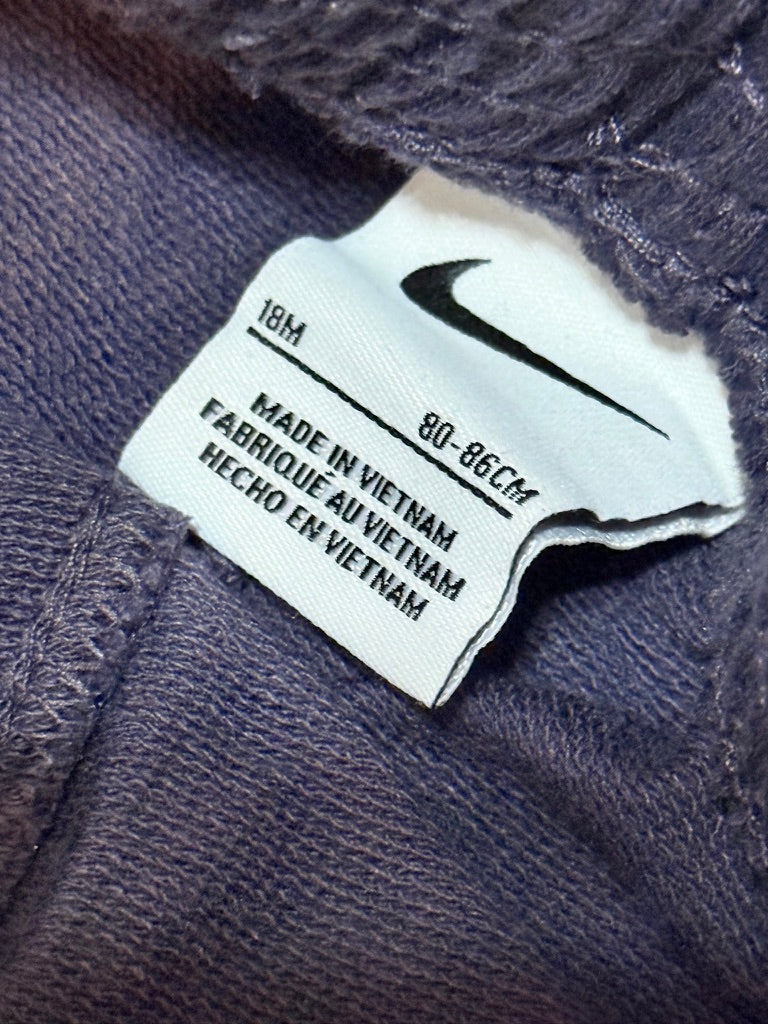 18M
80-86CM
MADE IN VIETNAM
FABRIQUÉ AU VIETNAM
HECHO EN VIETNAM